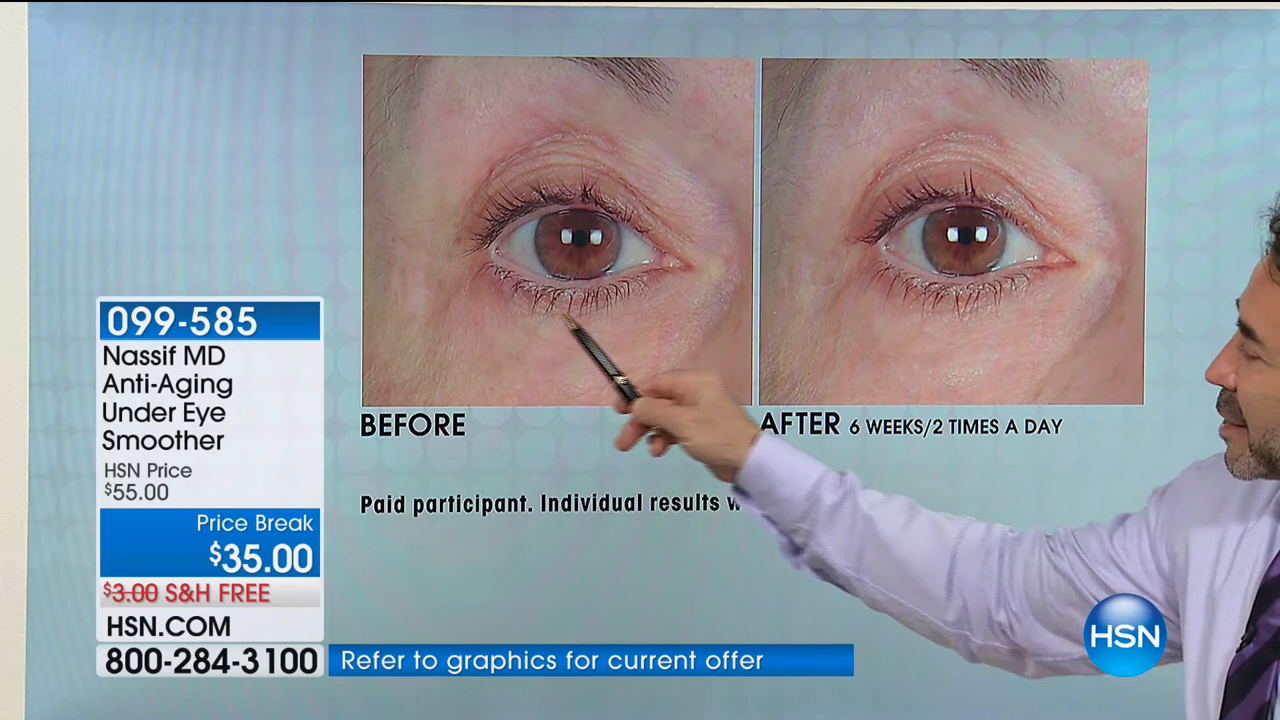 BEFORE
AFTER 6 WEEKS/2 TIMES A DAY
Paid participant. Individual results
099-585
Nassif MD
Anti-Aging
Under Eye
Smoother
HSN Price
$55.00
Price Break
$35.00
$3.00 S&H FREE
HSN.COM
800-284-3100
Refer to graphics for current offer
HSN